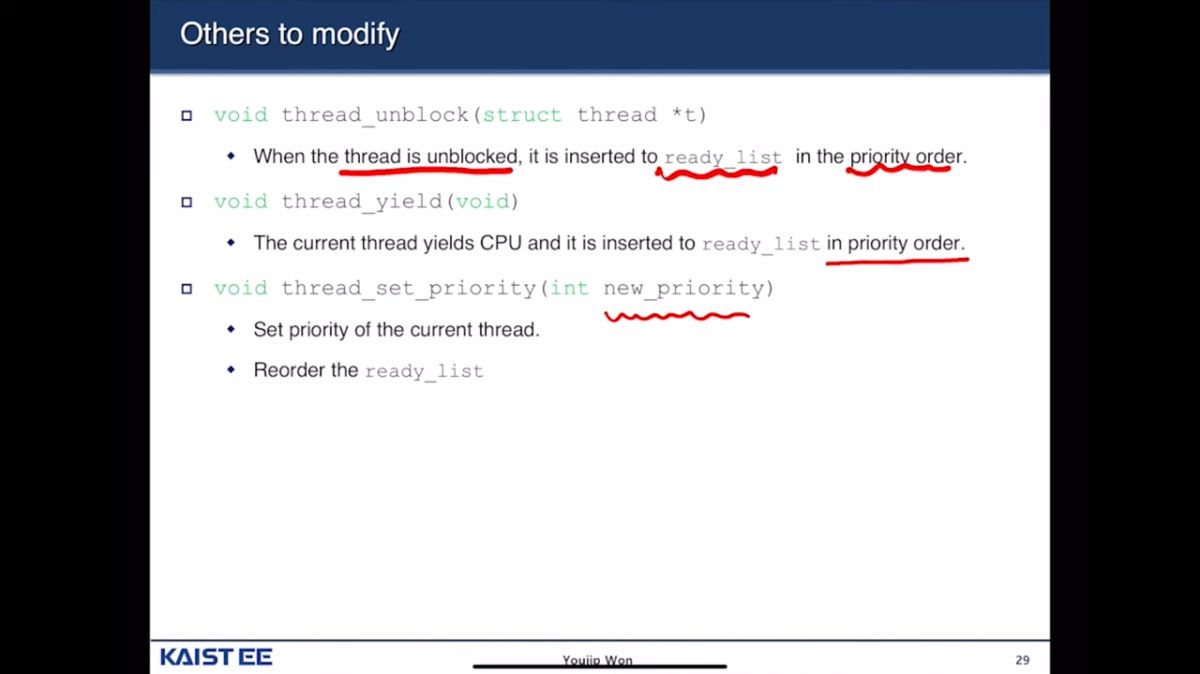 Others to modify
void thread_unblock(struct thread *t)
When the thread is unblocked, it is inserted to ready_list in the priority order.
void thread_yield(void)
The current thread yields CPU and it is inserted to ready_list in priority order.
void thread_set_priority(int new_priority)
Set priority of the current thread.
Reorder the ready_list
KAIST EE
Youjip Won
29